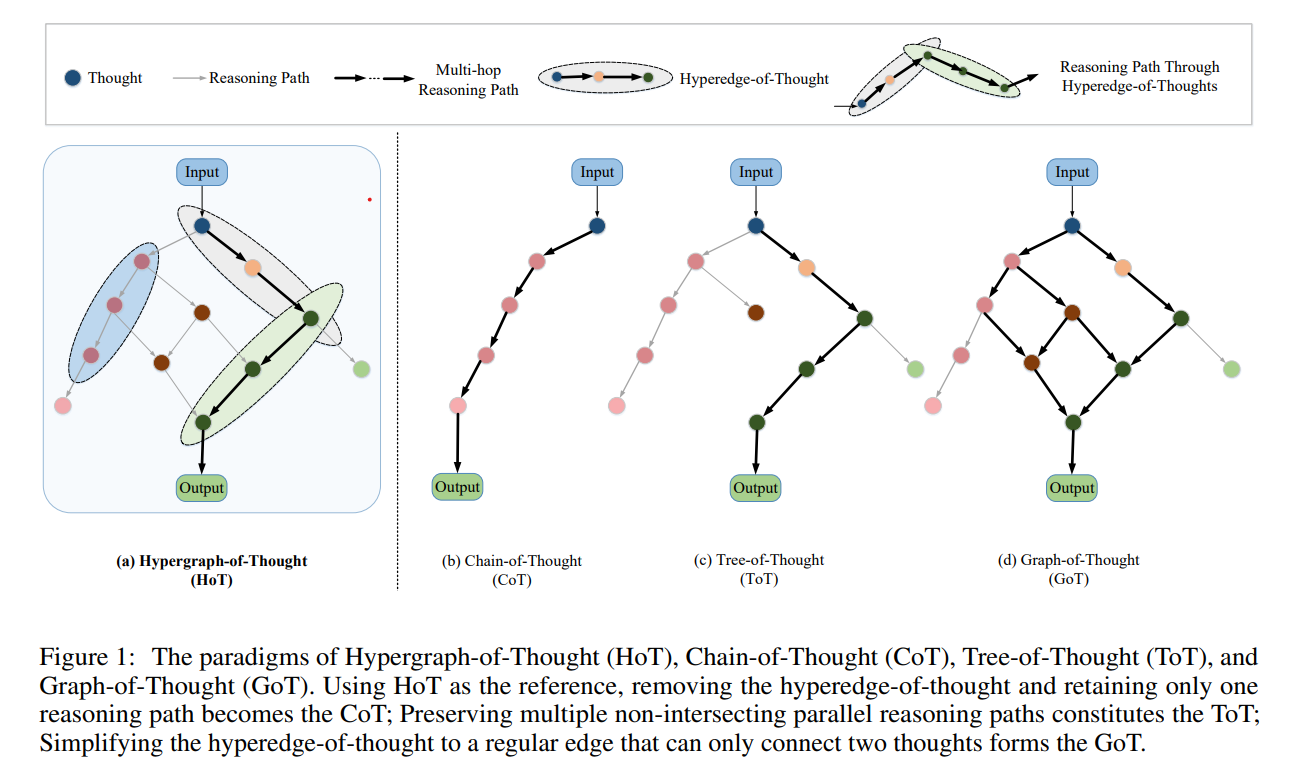 Thought
Reasoning Path
Multi-hop
Reasoning Path
Hyperedge-of-Thought
Reasoning Path Through
Hyperedge-of-Thoughts
Input
Output
(a) Hypergraph-of-Thought
(HoT)
Input
Output
(b) Chain-of-Thought
(CoT)
Input
Output
(c) Tree-of-Thought
(ToT)
Input
Output
(d) Graph-of-Thought
(GoT)
Figure 1: The paradigms of Hypergraph-of-Thought (HoT), Chain-of-Thought (CoT), Tree-of-Thought (ToT), and
Graph-of-Thought (GoT). Using HoT as the reference, removing the hyperedge-of-thought and retaining only one
reasoning path becomes the CoT; Preserving multiple non-intersecting parallel reasoning paths constitutes the ToT;
Simplifying the hyperedge-of-thought to a regular edge that can only connect two thoughts forms the GoT.